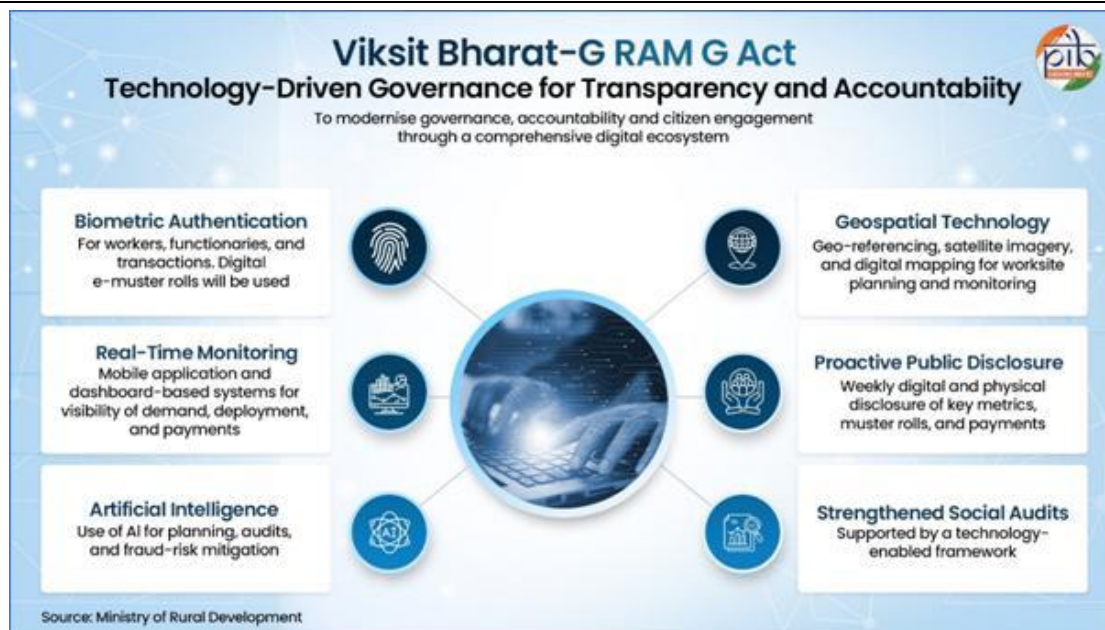 Viksit Bharat-G RAM G Act
Technology-Driven Governance for Transparency and Accountabiity
To modernise governance, accountability and citizen engagement
through a comprehensive digital ecosystem
pib
Biometric Authentication
For workers, functionaries, and
transactions. Digital
e-muster rolls will be used
Real-Time Monitoring
Mobile application and
dashboard-based systems for
visibility of demand, deployment,
and payments
Artificial Intelligence
Use of AI for planning, audits,
and fraud-risk mitigation
AI
Geospatial Technology
Geo-referencing, satellite imagery,
and digital mapping for worksite
planning and monitoring
Proactive Public Disclosure
Weekly digital and physical
disclosure of key metrics,
muster rolls, and payments
Strengthened Social Audits
Supported by a technology-
enabled framework
Source: Ministry of Rural Development